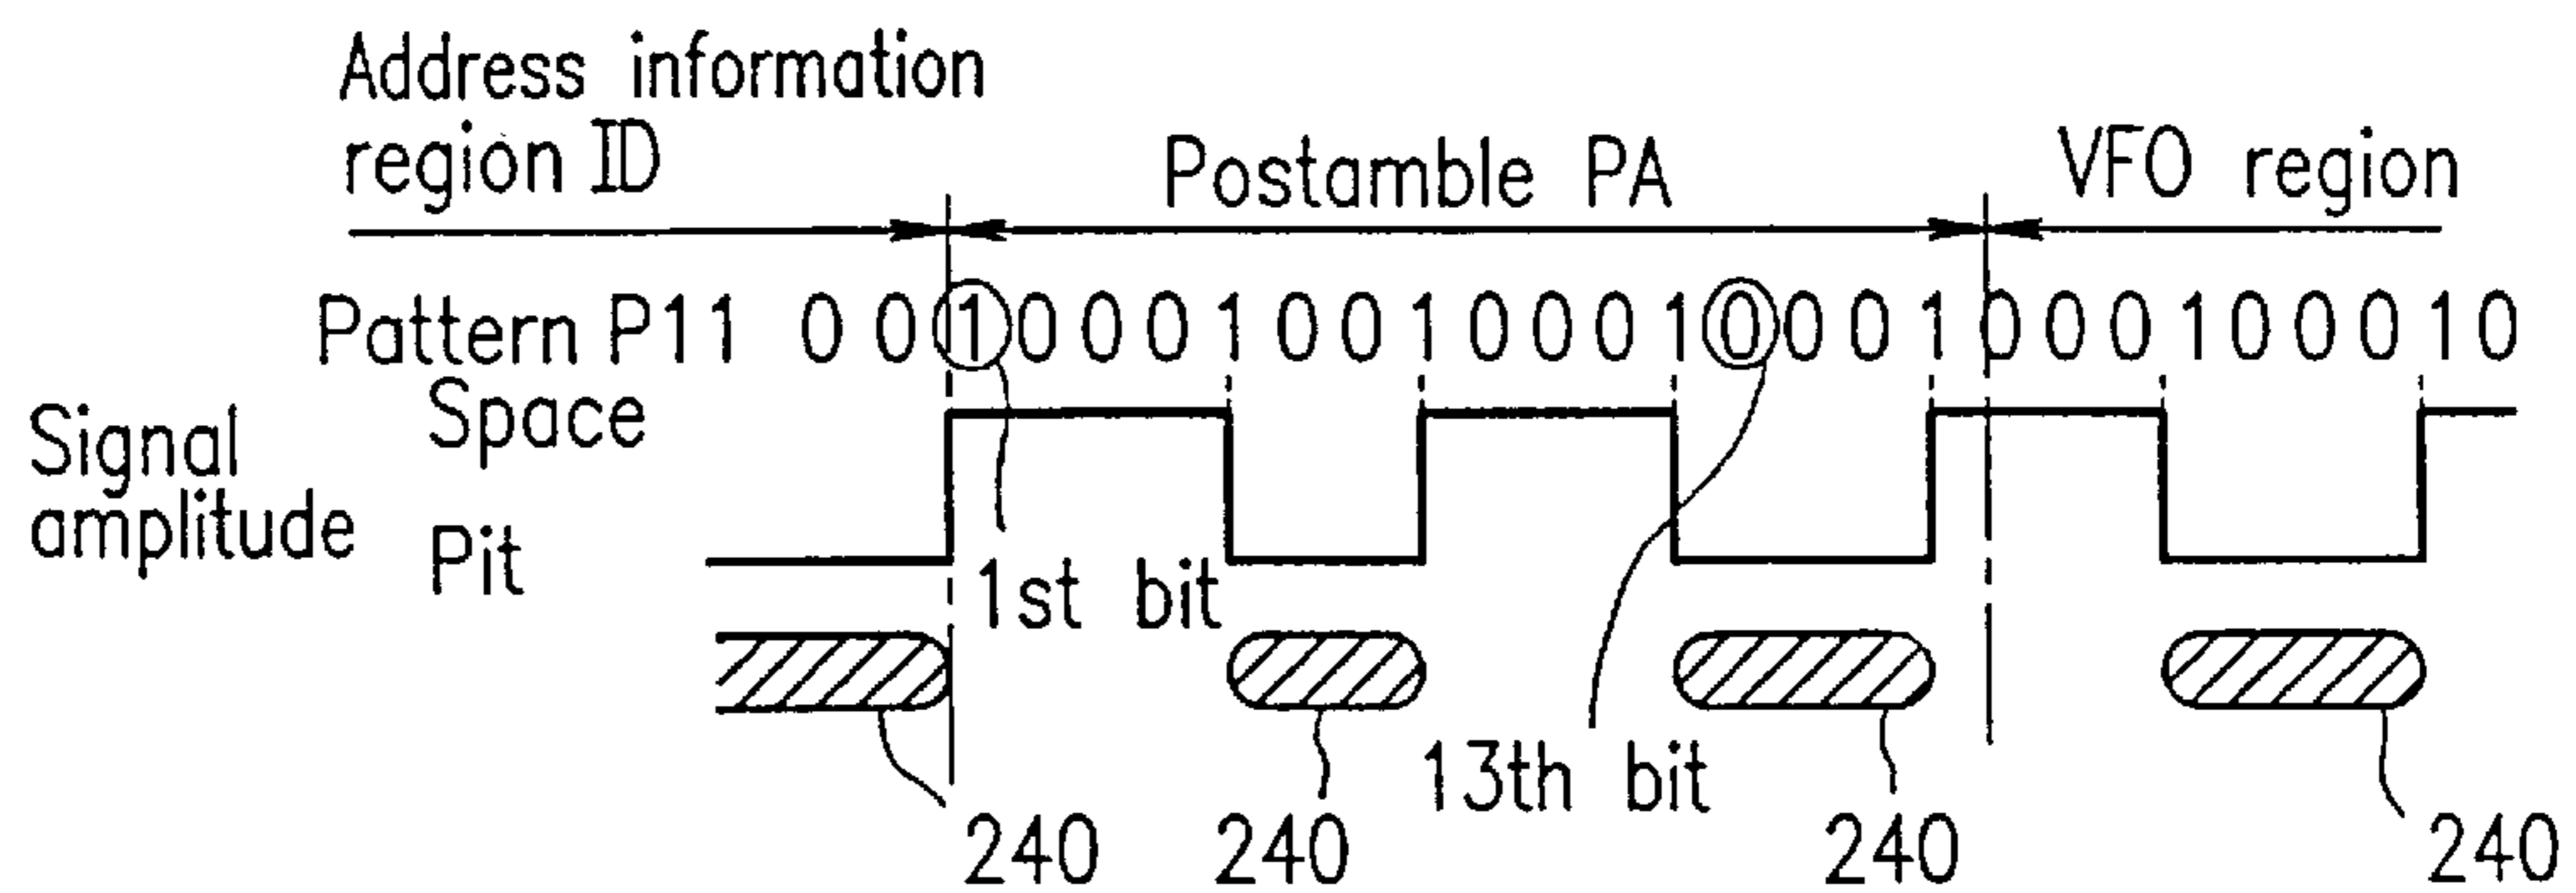 Address information
region ID
Postamble PA
VFO region
Pattern P11 0 0 1 0 0 0 1 0 0 1 0 0 0 1 0 0 0 1 0 0 0 1 0 0 0 1 0
Space
Signal
amplitude
Pit
1st bit
13th bit
240 240 240 240